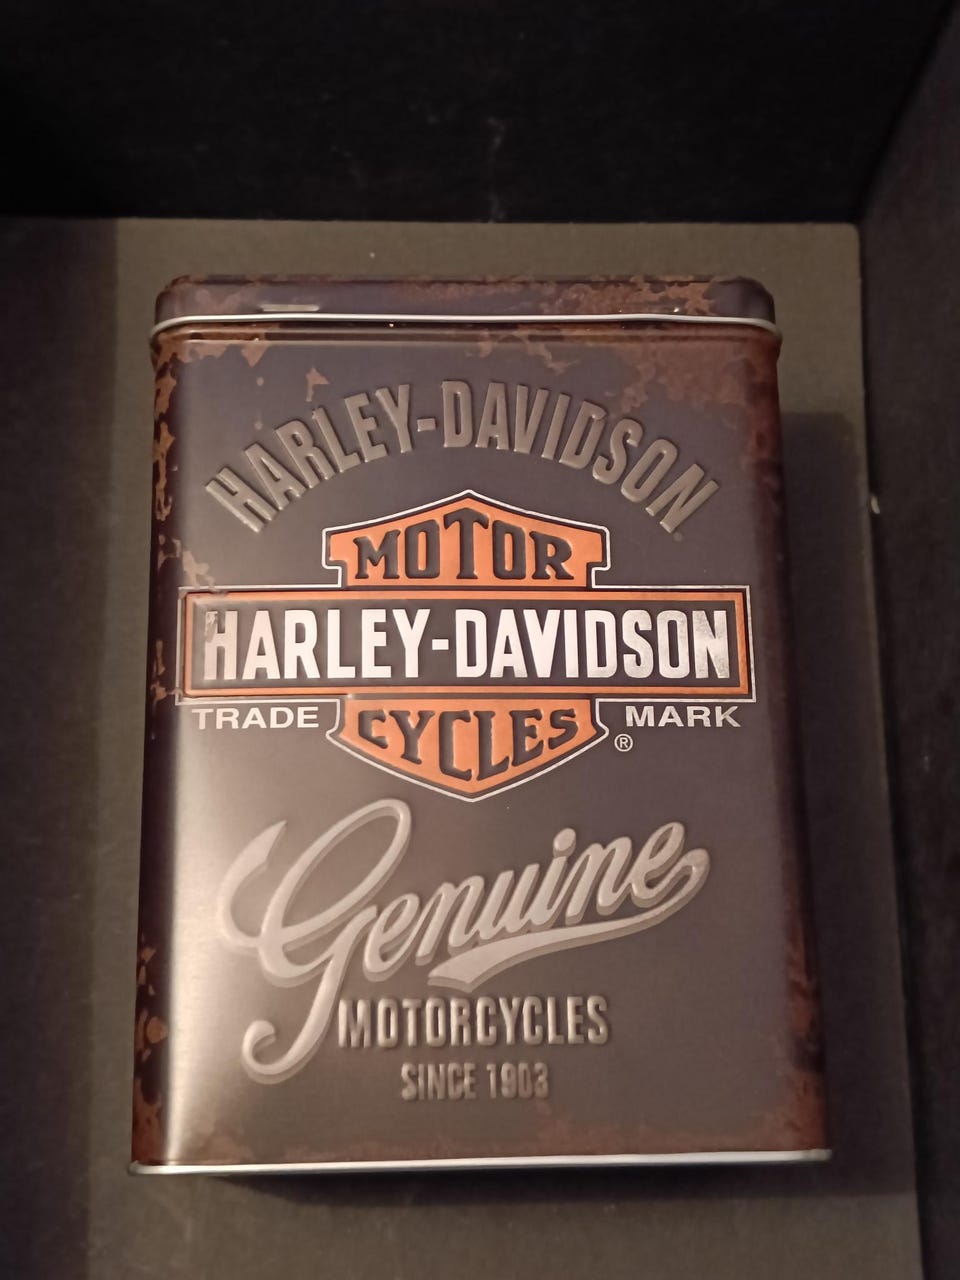 HARLEY-DAVIDSON
MOTOR
HARLEY-DAVIDSON
TRADE CYCLES MARK
®
Genuine
MOTORCYCLES
SINCE 1903